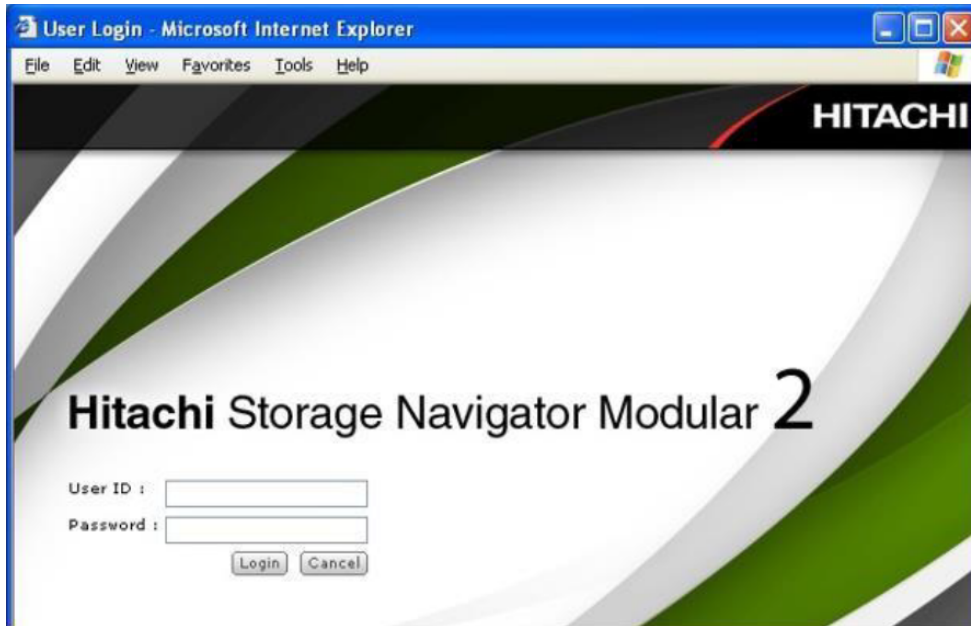 User Login - Microsoft Internet Explorer
File Edit View Favorites Tools Help
HITACHI
Hitachi Storage Navigator Modular 2
User ID :
Password :
Login Cancel